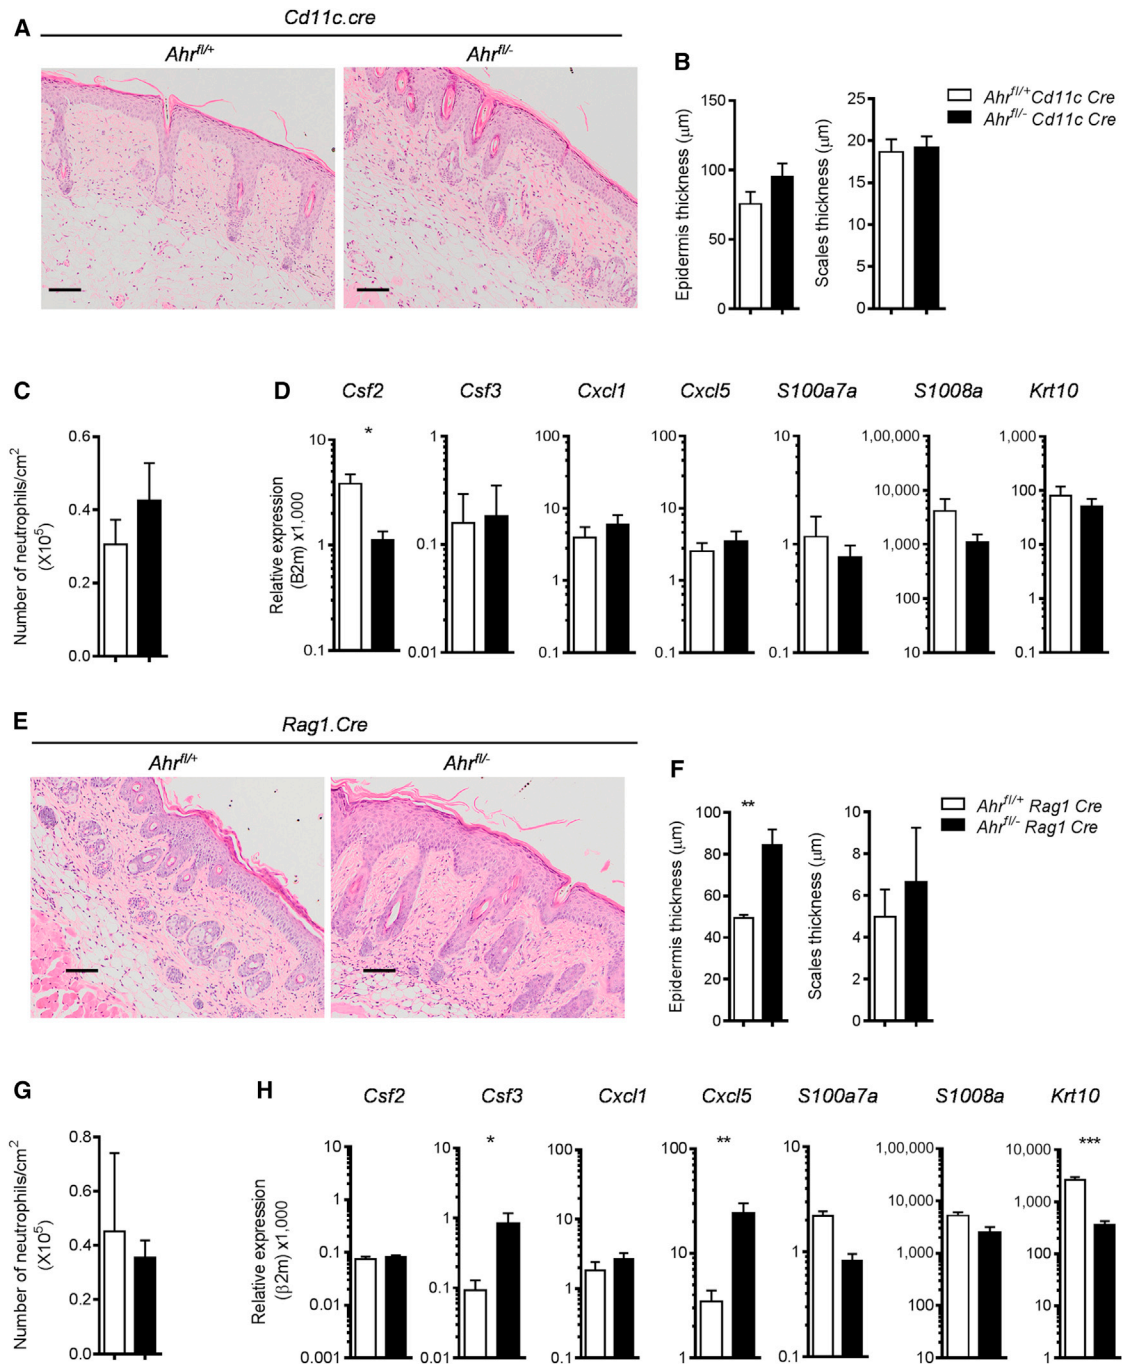 A
Cd11c.cre
Ahrfl/+
Ahrfl/-
B
Epidermis thickness (μm)
150
100
50
0
Scales thickness (μm)
25
20
15
10
5
0
Ahrfl/+Cd11c Cre
Ahrfl/- Cd11c Cre
C
Number of neutrophils/cm2
(X105)
0.6
0.4
0.2
0.0
D
Relative expression
(B2m) x1,000
Csf2
*
10
1
0.1
Csf3
1
0.1
0.01
Cxcl1
100
10
1
0.1
Cxcl5
100
10
1
0.1
S100a7a
10
1
0.1
S1008a
1,00,000
10,000
1,000
100
10
Krt10
1,000
100
10
1
0.1
E
Rag1.Cre
Ahrfl/+
Ahrfl/-
F
Epidermis thickness (μm)
**
100
80
60
40
20
0
Scales thickness (μm)
10
8
6
4
2
0
Ahrfl/+ Rag1 Cre
Ahrfl/- Rag1 Cre
G
Number of neutrophils/cm2
(X105)
0.8
0.6
0.4
0.2
0.0
H
Relative expression
(β2m) x1,000
Csf2
10
1
0.1
0.01
0.001
Csf3
*
10
1
0.1
0.01
Cxcl1
100
10
1
0.1
Cxcl5
**
100
10
1
S100a7a
10
1
0.1
S1008a
1,00,000
5,000
1,000
100
10
Krt10
***
10,000
1,000
100
10
1